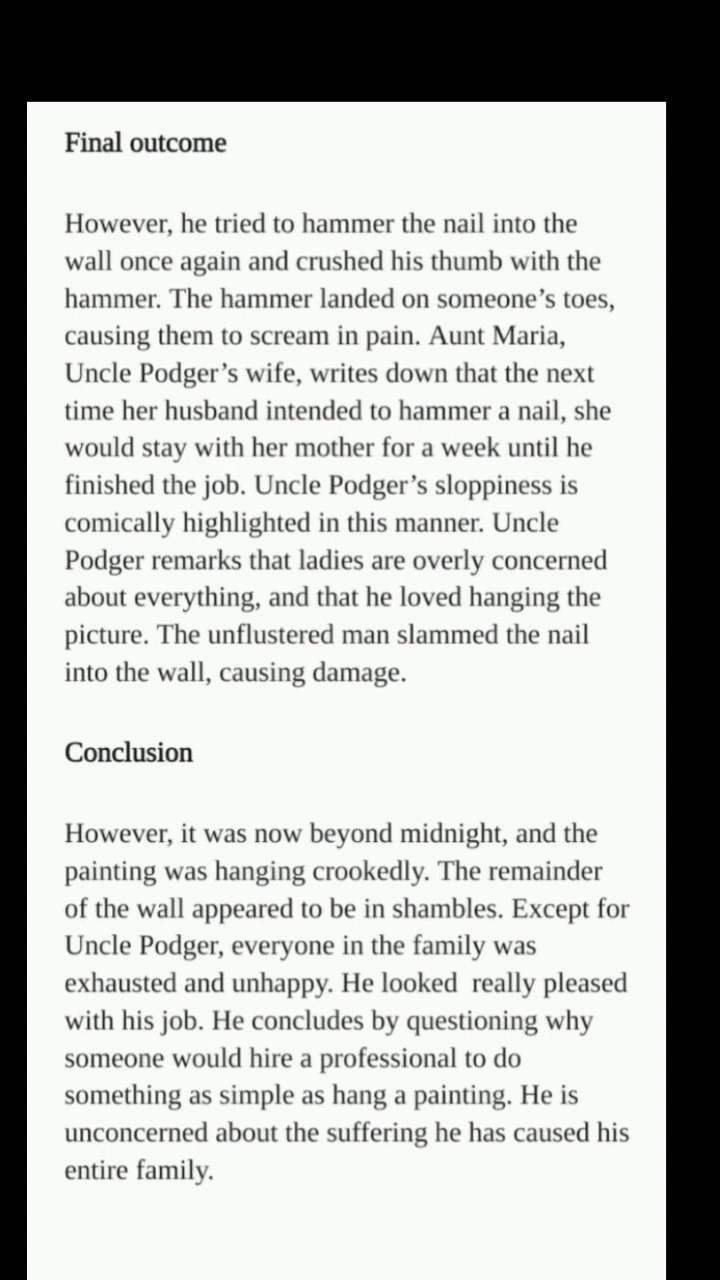 Final outcome
However, he tried to hammer the nail into the
wall once again and crushed his thumb with the
hammer. The hammer landed on someone’s toes,
causing them to scream in pain. Aunt Maria,
Uncle Podger’s wife, writes down that the next
time her husband intended to hammer a nail, she
would stay with her mother for a week until he
finished the job. Uncle Podger’s sloppiness is
comically highlighted in this manner. Uncle
Podger remarks that ladies are overly concerned
about everything, and that he loved hanging the
picture. The unflustered man slammed the nail
into the wall, causing damage.
Conclusion
However, it was now beyond midnight, and the
painting was hanging crookedly. The remainder
of the wall appeared to be in shambles. Except for
Uncle Podger, everyone in the family was
exhausted and unhappy. He looked  really pleased
with his job. He concludes by questioning why
someone would hire a professional to do
something as simple as hang a painting. He is
unconcerned about the suffering he has caused his
entire family.